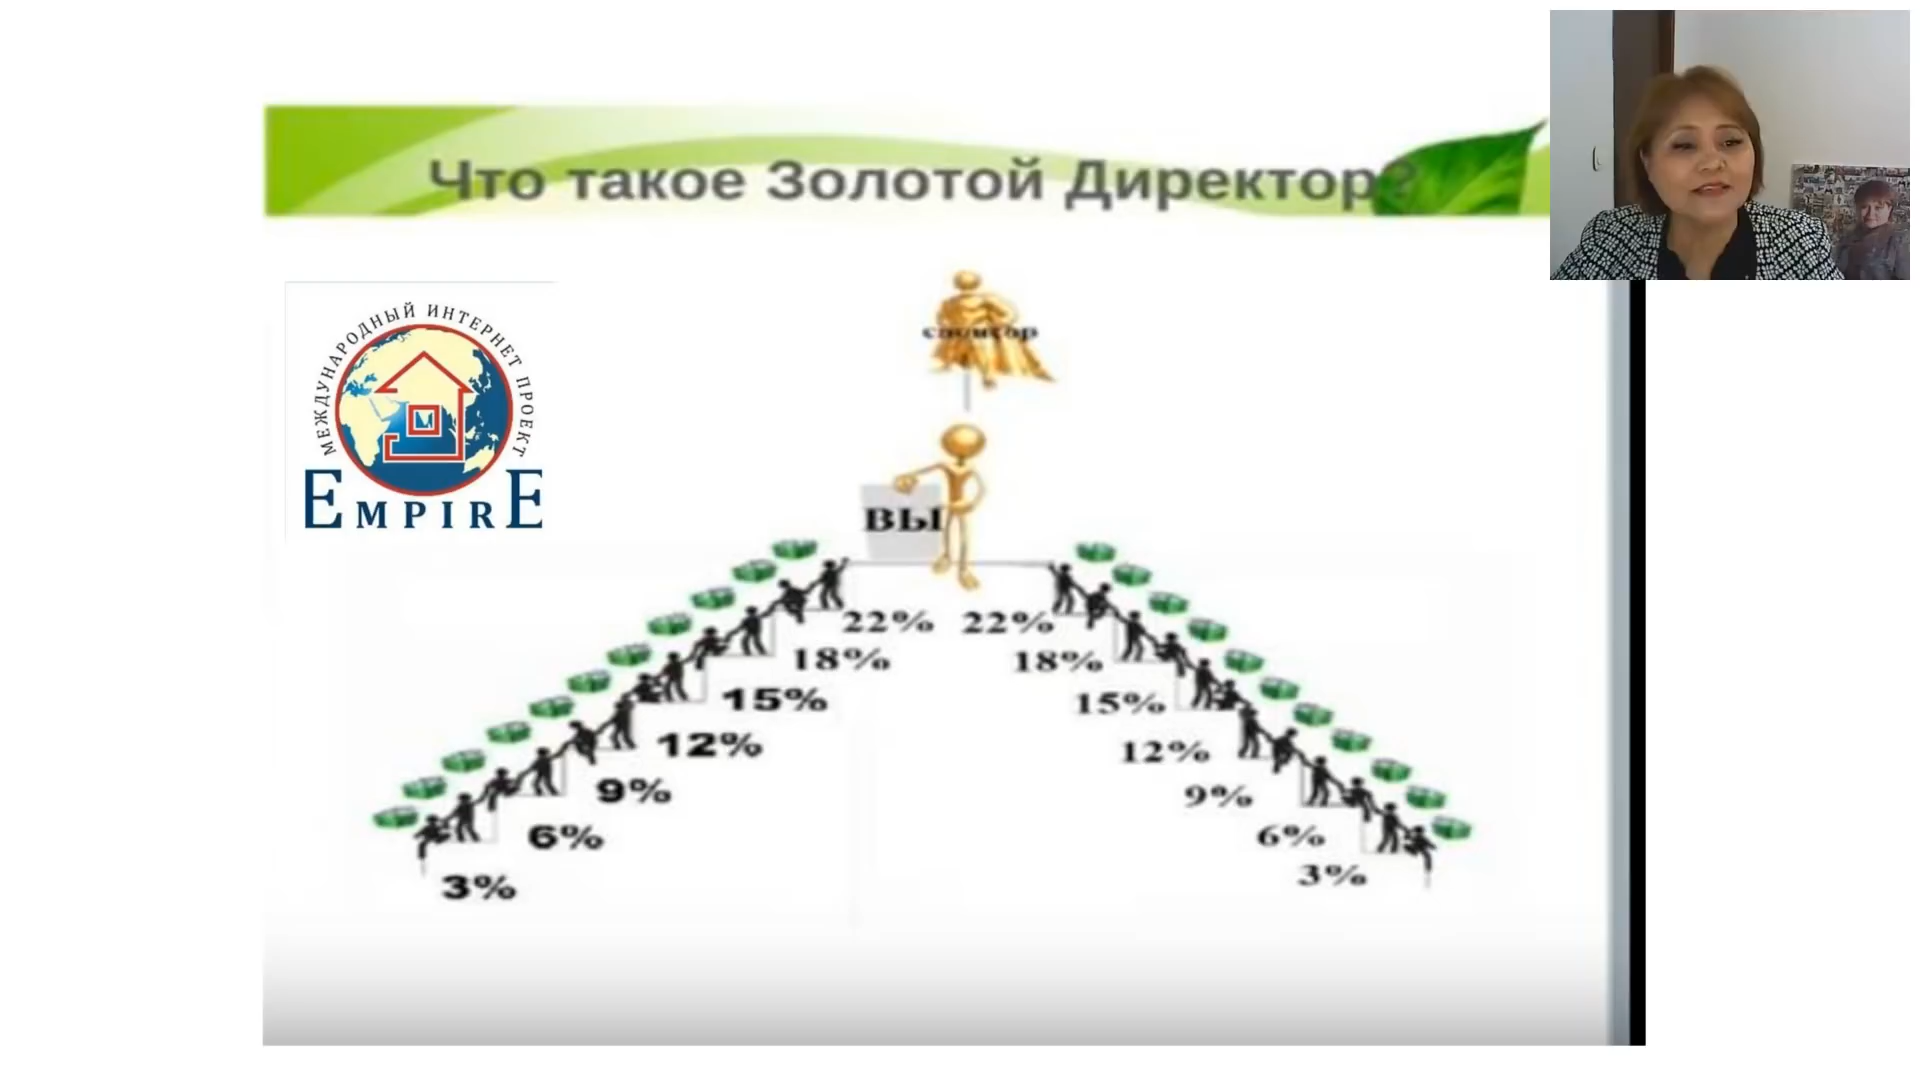 Что такое Золотой Директор?
МЕЖДУНАРОДНЫЙ ИНТЕРНЕТ ПРОЕКТ
EMPIRE
спонсор
ВЫ
22% 22%
18% 18%
15% 15%
12% 12%
9% 9%
6% 6%
3% 3%